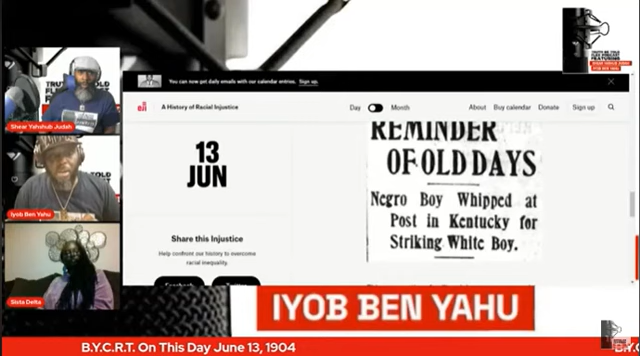 You can now get daily emails with our calendar entries. Sign up.
eji
A History of Racial Injustice
Day
Month
About
Buy calendar
Donate
Sign up
13
JUN
REMINDER
OF OLD DAYS
Negro Boy Whipped at
Post in Kentucky for
Striking White Boy.
Share this Injustice
Help confront our history to overcome
racial inequality.
Shear Yahshub Judah
Iyob Ben Yahu
Sista Delta
IYOB BEN YAHU
B.Y.C.R.T. On This Day June 13, 1904